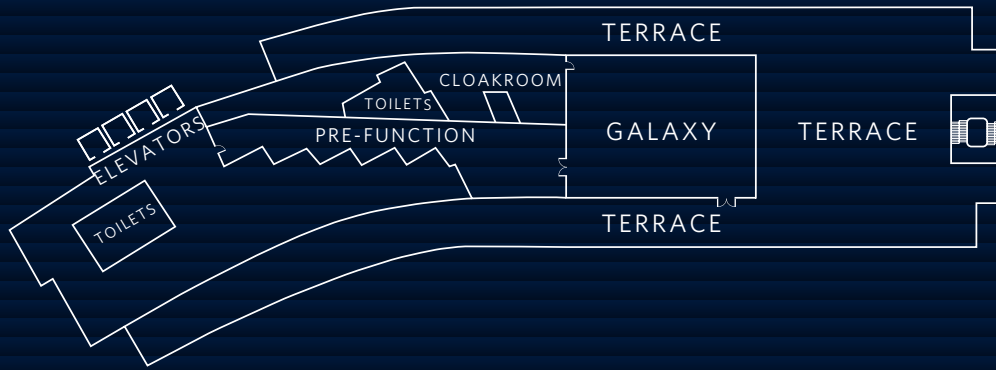 TERRACE
CLOAKROOM
TOILETS
PRE-FUNCTION
GALAXY
TERRACE
ELEVATORS
TOILETS
TERRACE